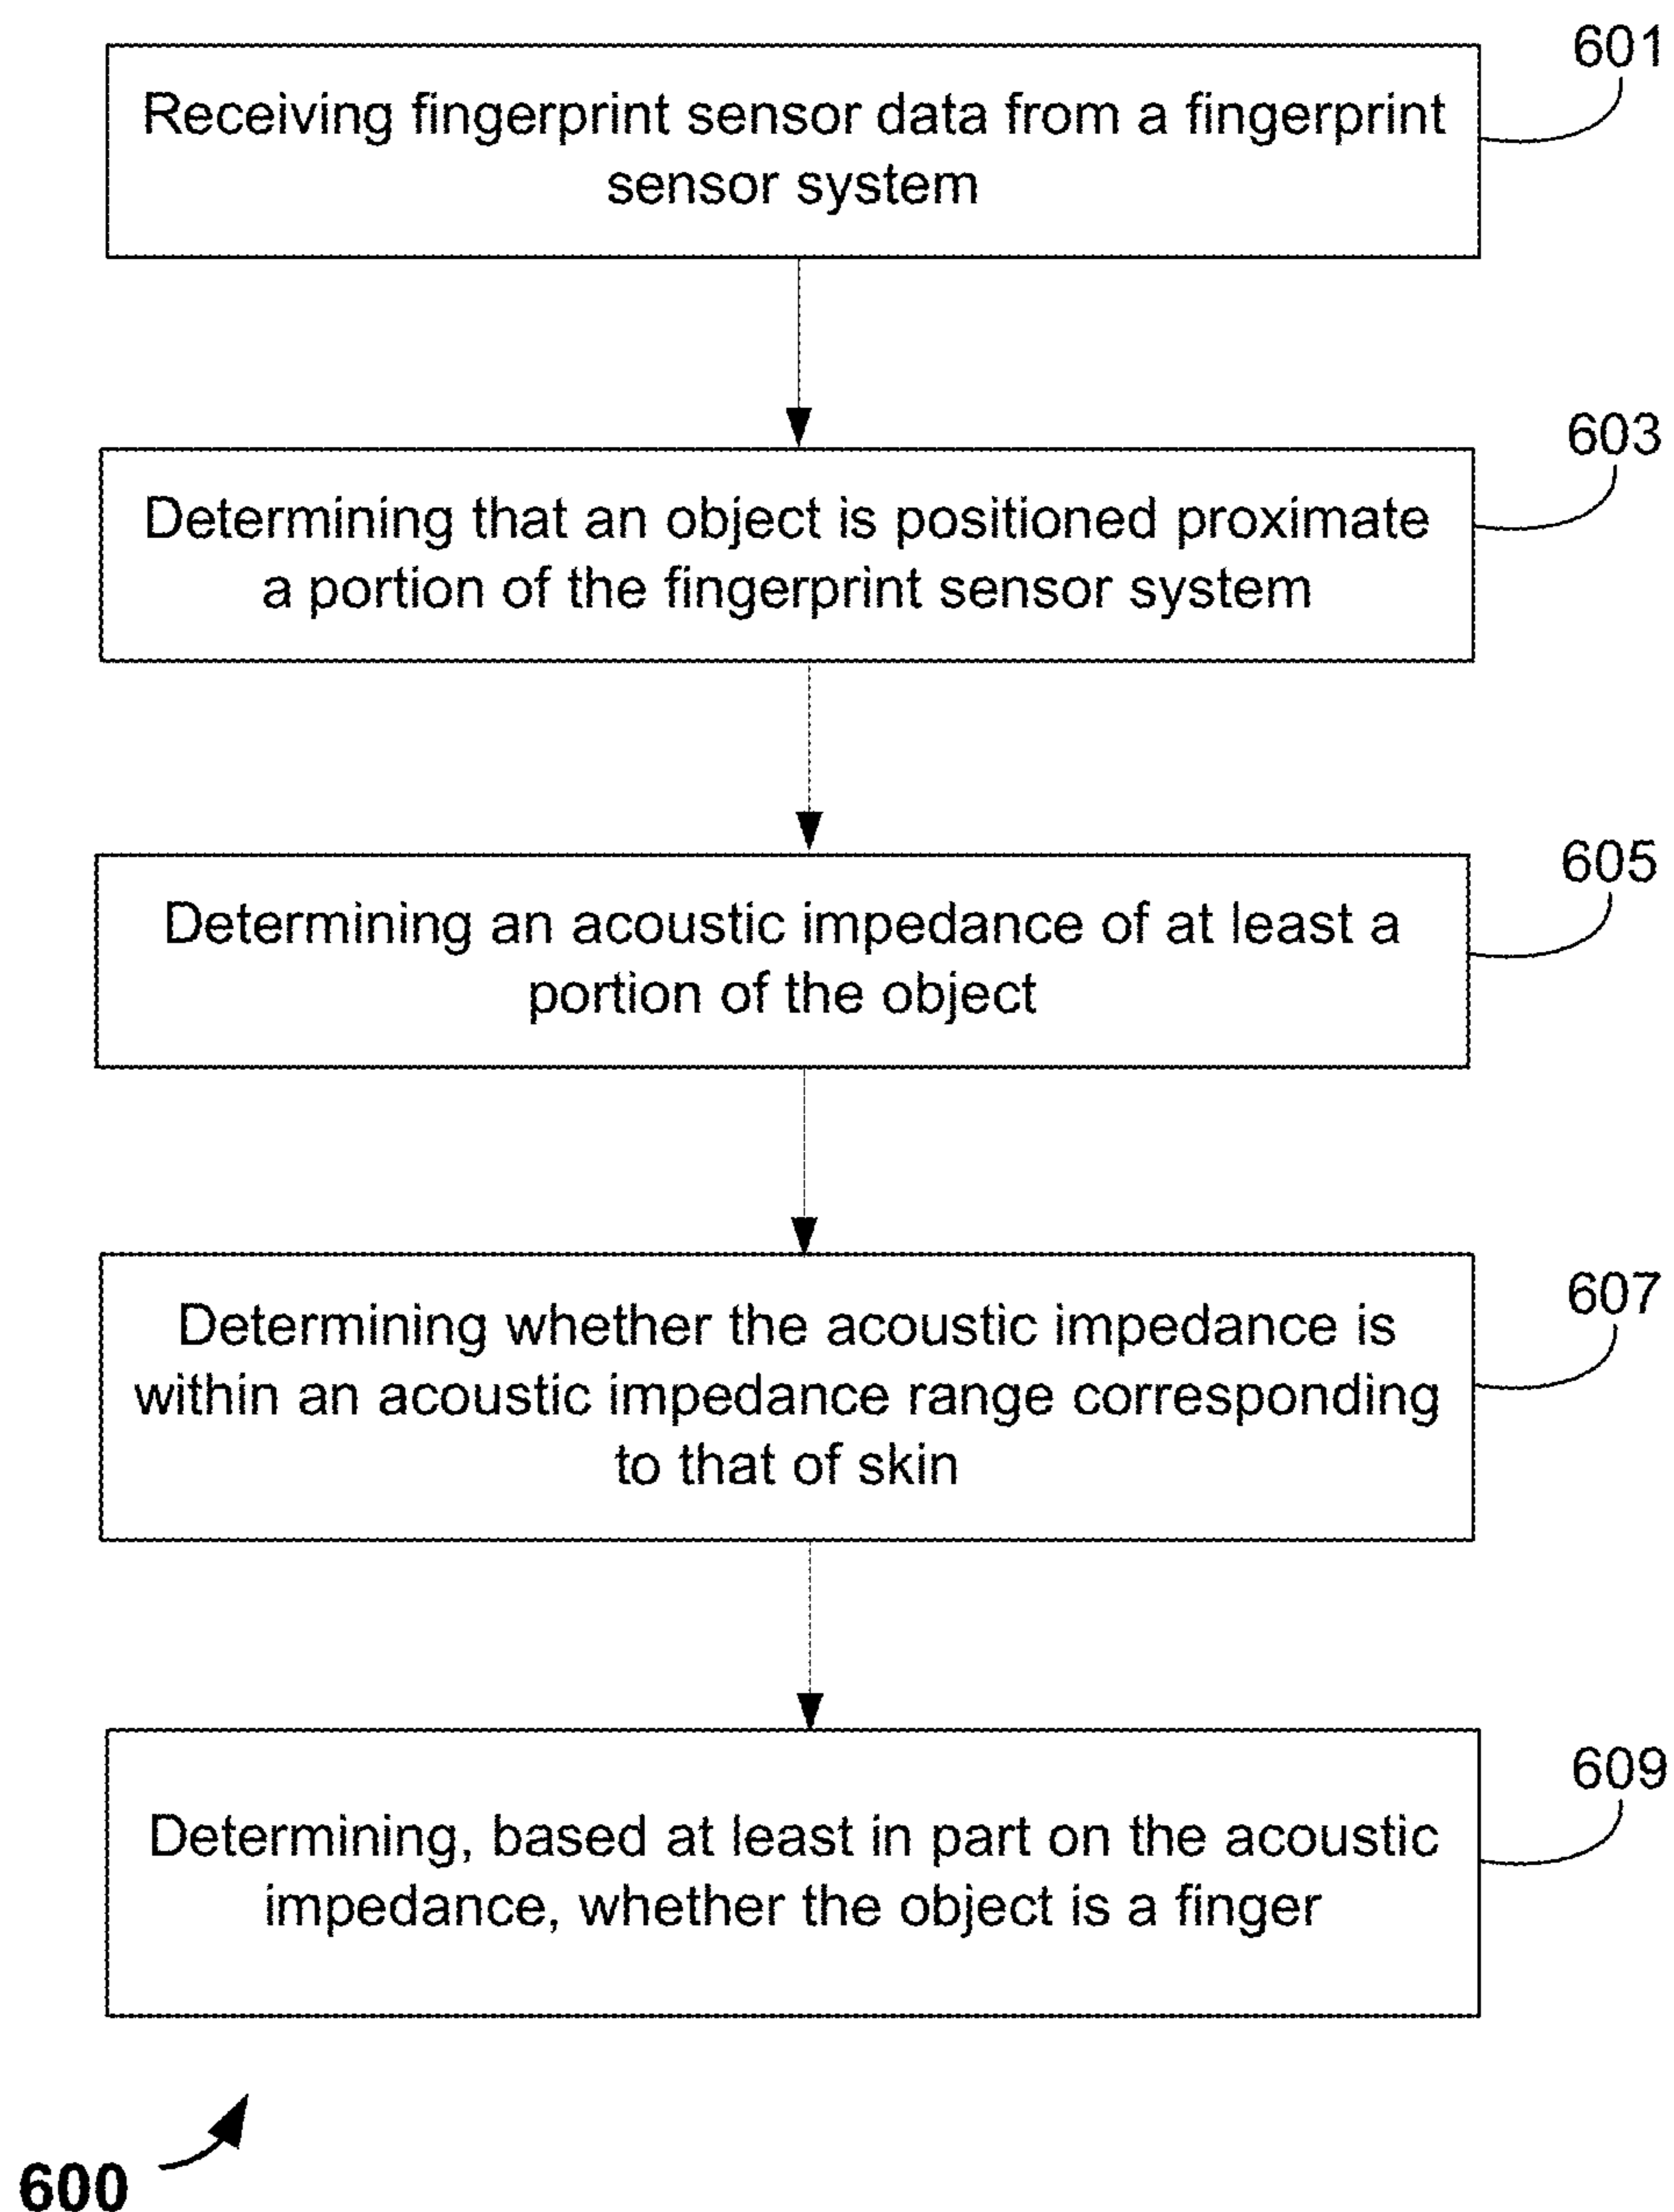 601
Receiving fingerprint sensor data from a fingerprint
sensor system
603
Determining that an object is positioned proximate
a portion of the fingerprint sensor system
605
Determining an acoustic impedance of at least a
portion of the object
607
Determining whether the acoustic impedance is
within an acoustic impedance range corresponding
to that of skin
609
Determining, based at least in part on the acoustic
impedance, whether the object is a finger
600